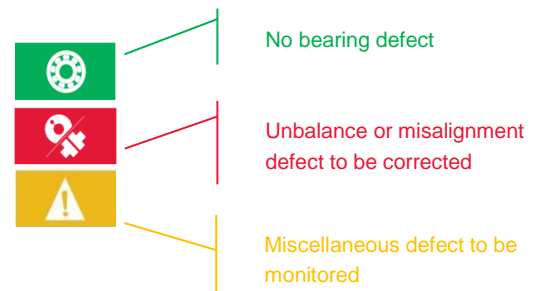 No bearing defect
Unbalance or misalignment
defect to be corrected
Miscellaneous defect to be
monitored